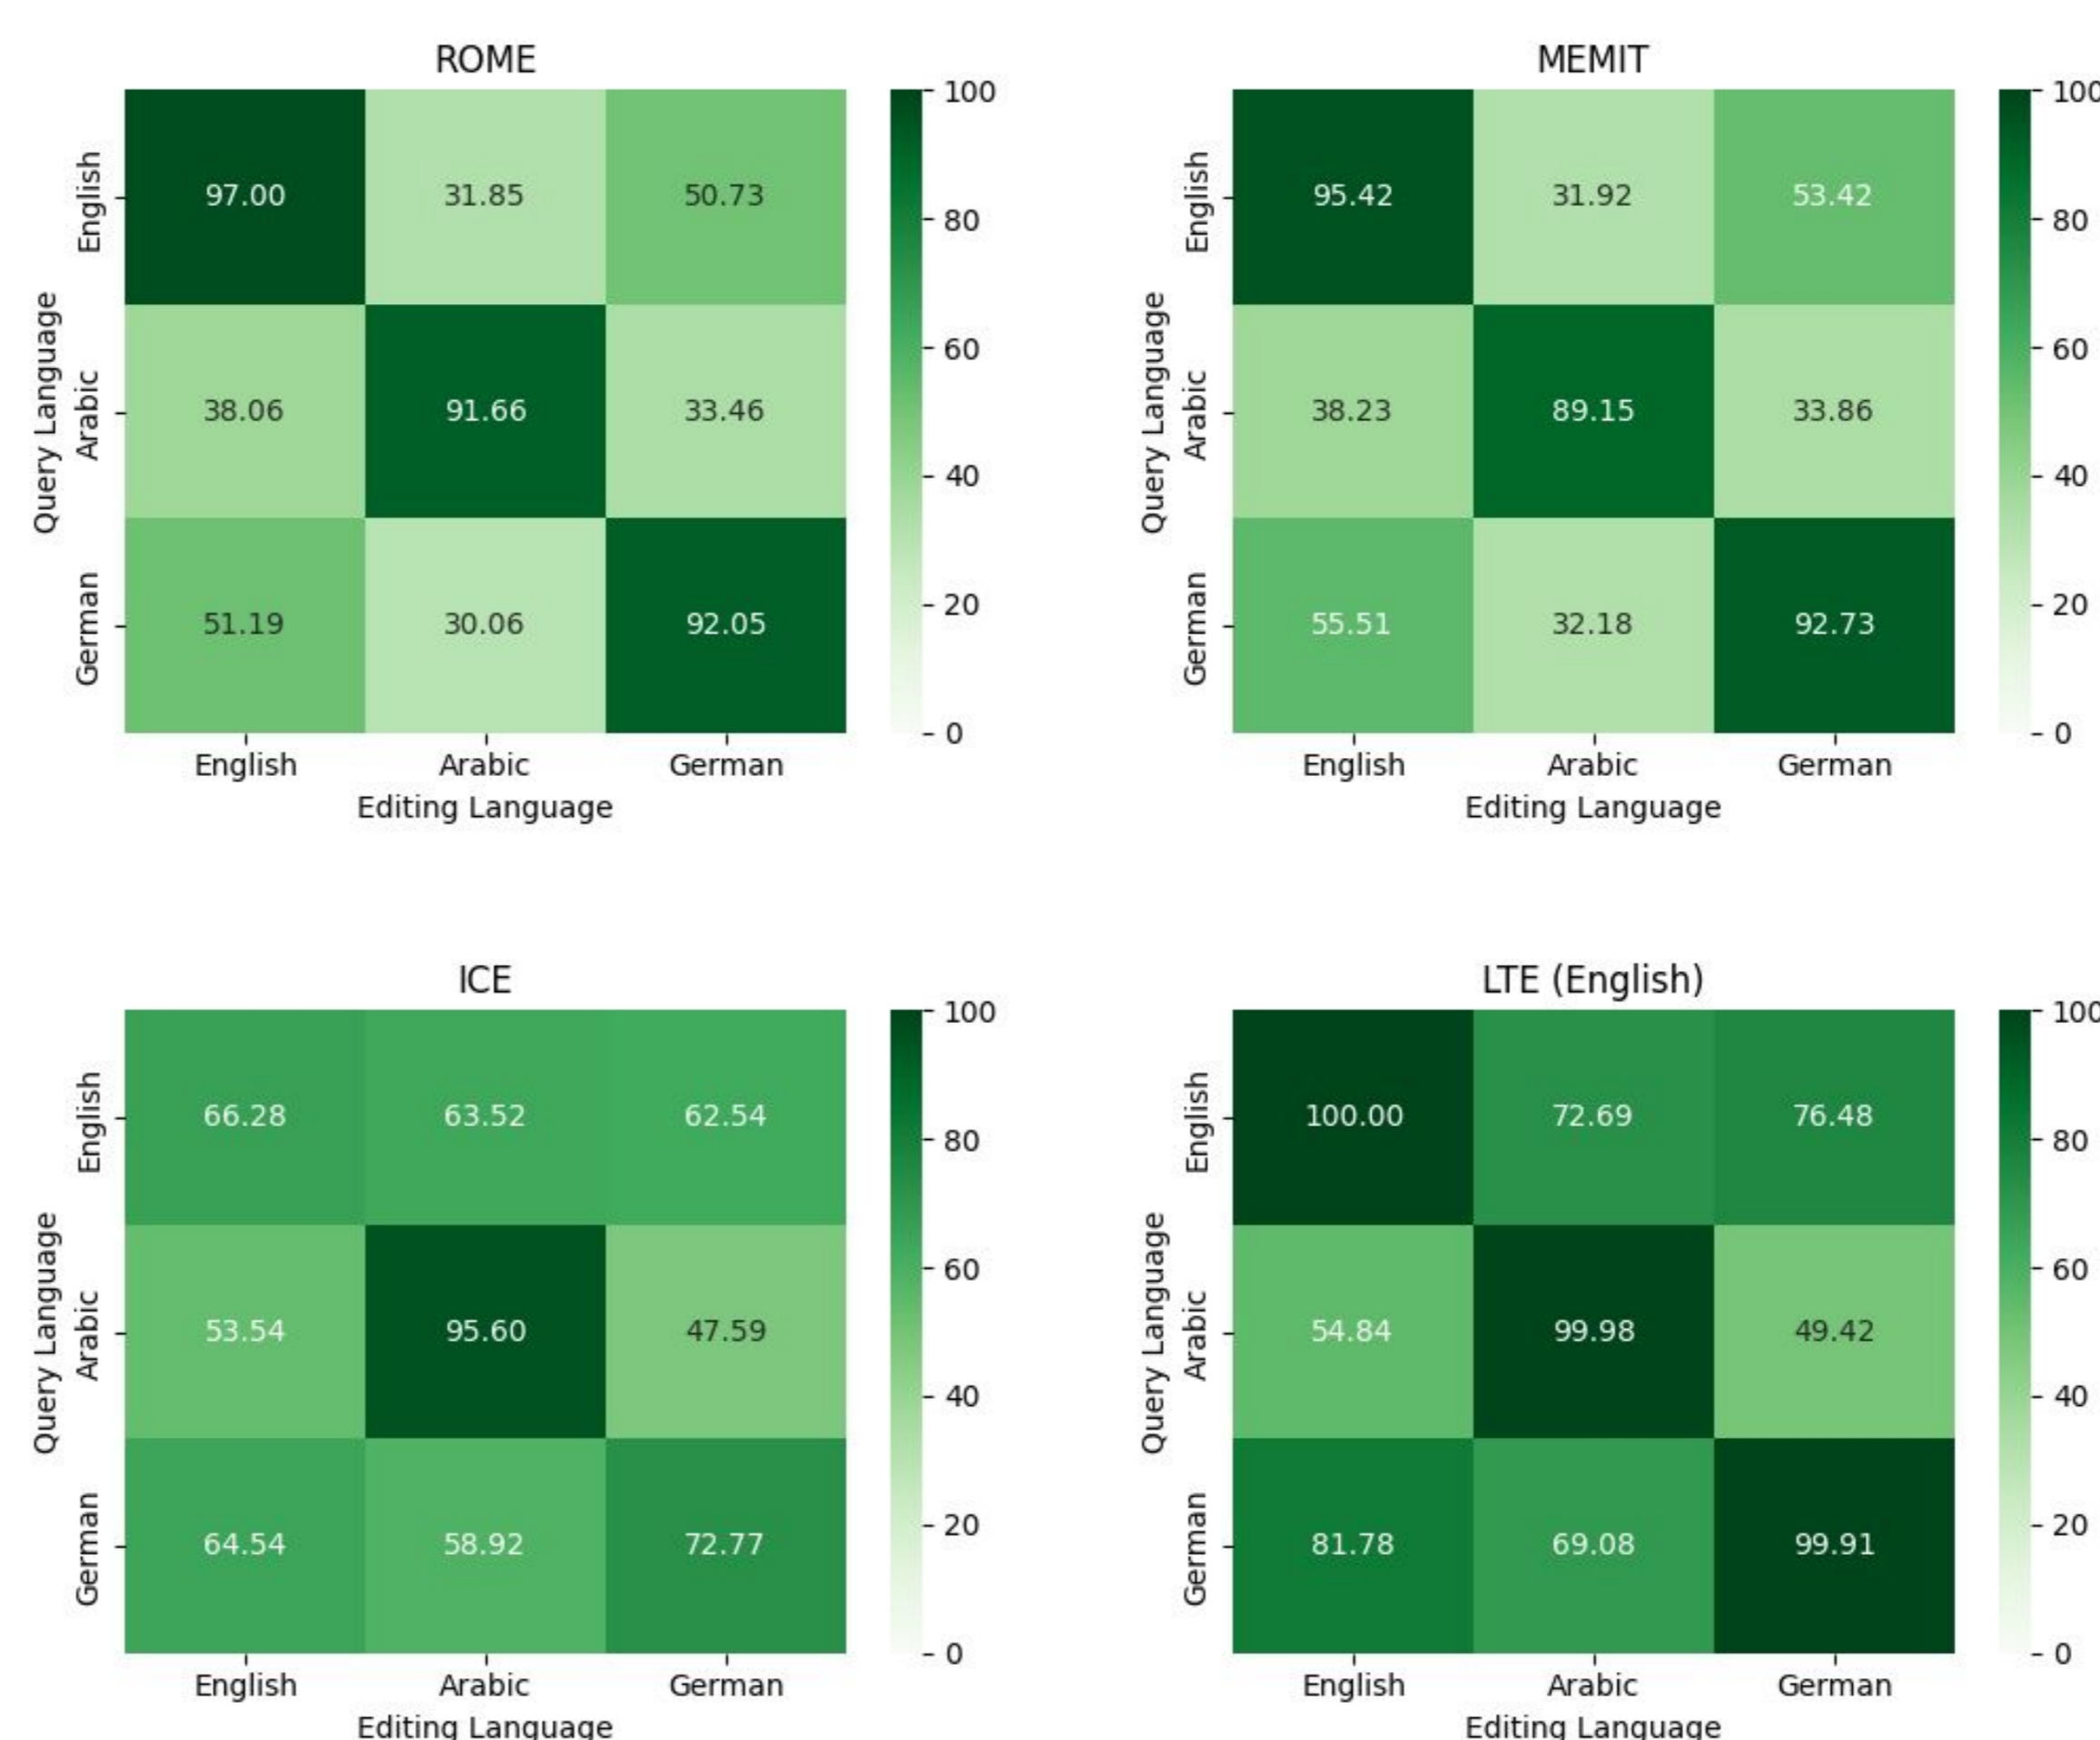 ROME
MEMIT
Query Language
English
Arabic
German
97.00 31.85 50.73
38.06 91.66 33.46
51.19 30.06 92.05
English Arabic German
Editing Language
100
80
60
40
20
0
Query Language
English
Arabic
German
95.42 31.92 53.42
38.23 89.15 33.86
55.51 32.18 92.73
English Arabic German
Editing Language
100
80
60
40
20
0
ICE
LTE (English)
Query Language
English
Arabic
German
66.28 63.52 62.54
53.54 95.60 47.59
64.54 58.92 72.77
English Arabic German
Editing Language
100
80
60
40
20
0
Query Language
English
Arabic
German
100.00 72.69 76.48
54.84 99.98 49.42
81.78 69.08 99.91
English Arabic German
Editing Language
100
80
60
40
20
0